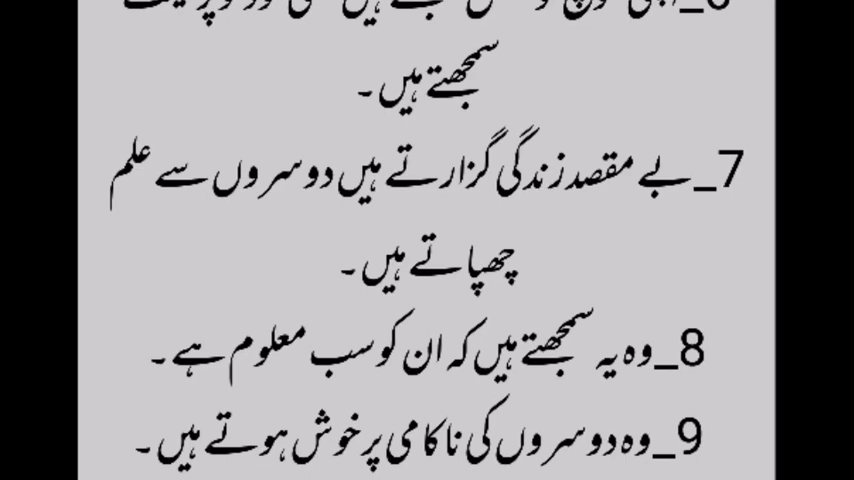 سمجھتے ہیں۔
7_بے مقصد زندگی گزارتے ہیں دوسروں سے علم
چھپاتے ہیں۔
8_وہ یہ سمجھتے ہیں کہ ان کو سب معلوم ہے۔
9_وہ دوسروں کی ناکامی پر خوش ہوتے ہیں۔